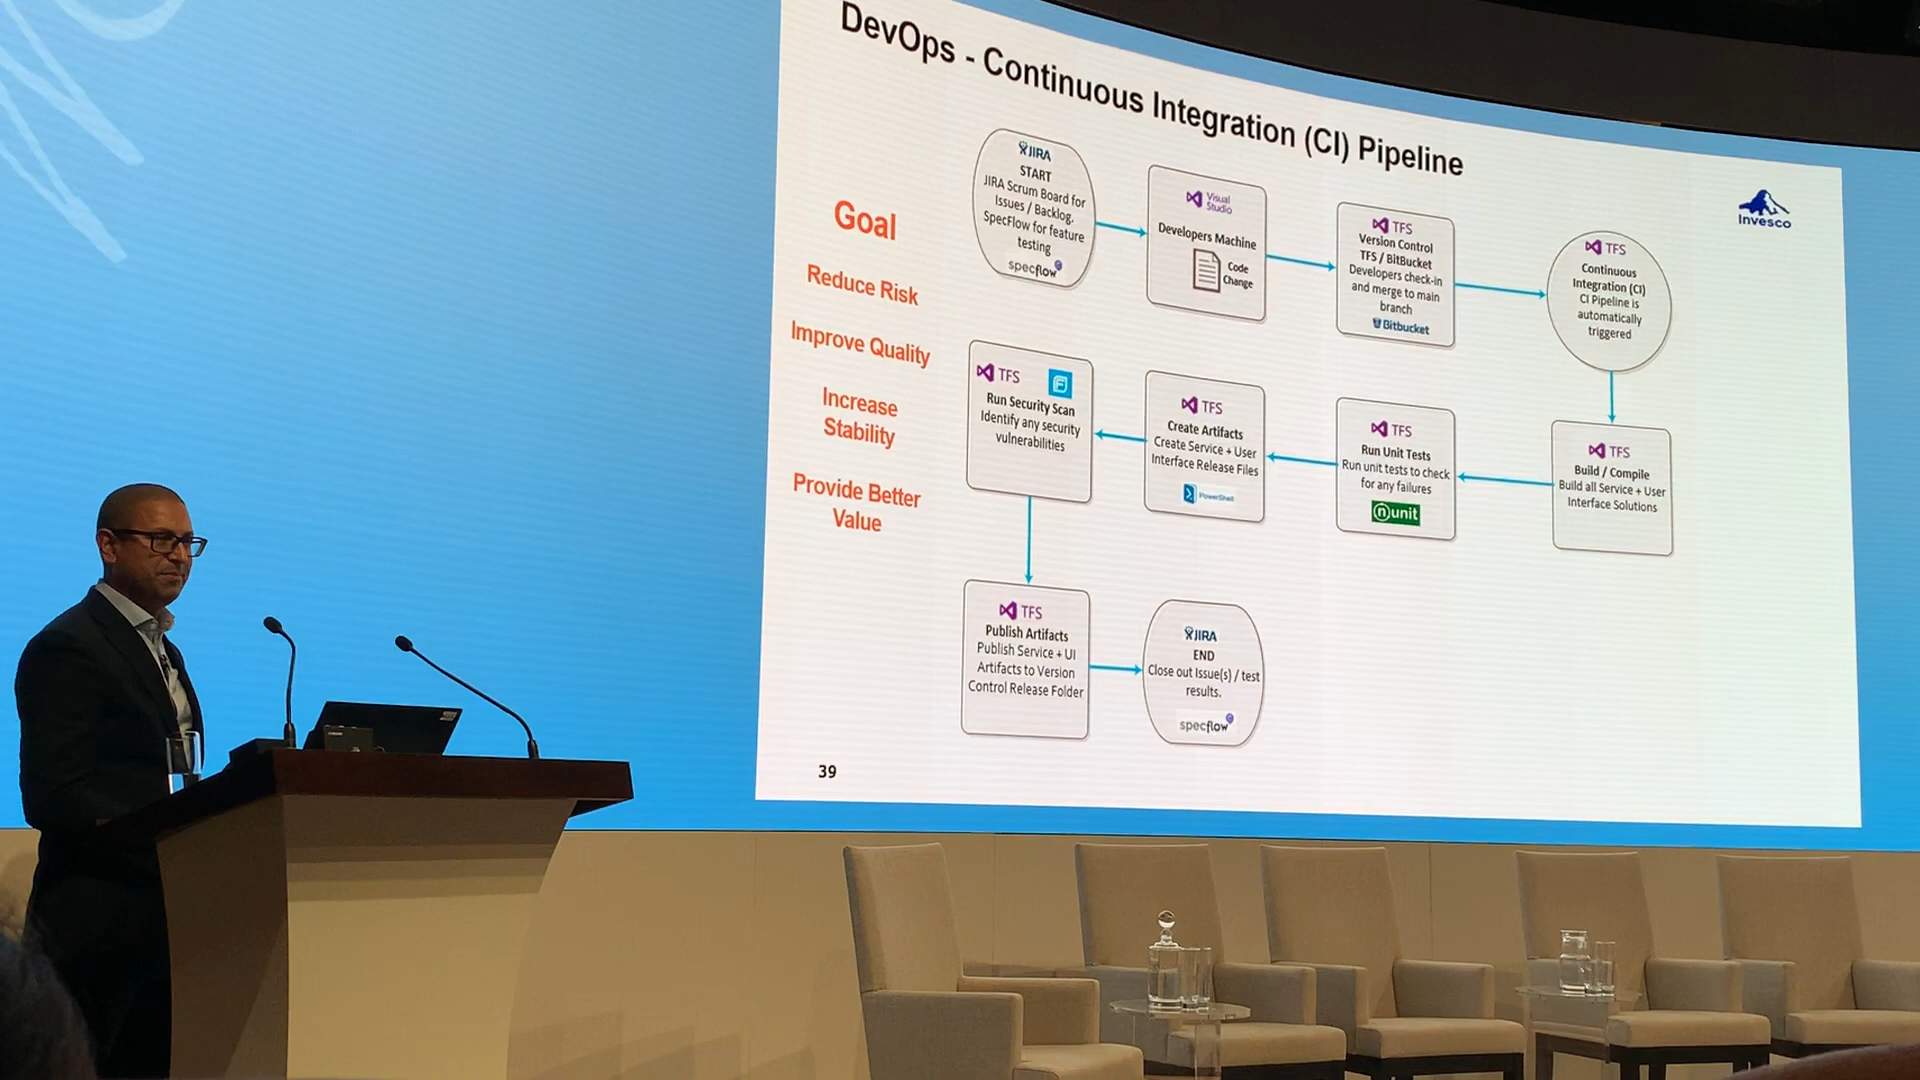 DevOps - Continuous Integration (CI) Pipeline
Invesco
Goal
Reduce Risk
Improve Quality
Increase
Stability
Provide Better
Value
JIRA
START
JIRA Scrum Board for
Issues / Backlog.
SpecFlow for feature
testing
specflow
Visual
Studio
Developers Machine
Code
Change
TFS
Version Control
TFS / BitBucket
Developers check-in
and merge to main
branch
Bitbucket
TFS
Continuous
Integration (CI)
CI Pipeline is
automatically
triggered
TFS
Build / Compile
Build all Service + User
Interface Solutions
TFS
Run Unit Tests
Run unit tests to check
for any failures
nunit
TFS
Create Artifacts
Create Service + User
Interface Release Files
PowerShell
TFS
F
Run Security Scan
Identify any security
vulnerabilities
TFS
Publish Artifacts
Publish Service + UI
Artifacts to Version
Control Release Folder
JIRA
END
Close out Issue(s) / test
results.
specflow
39